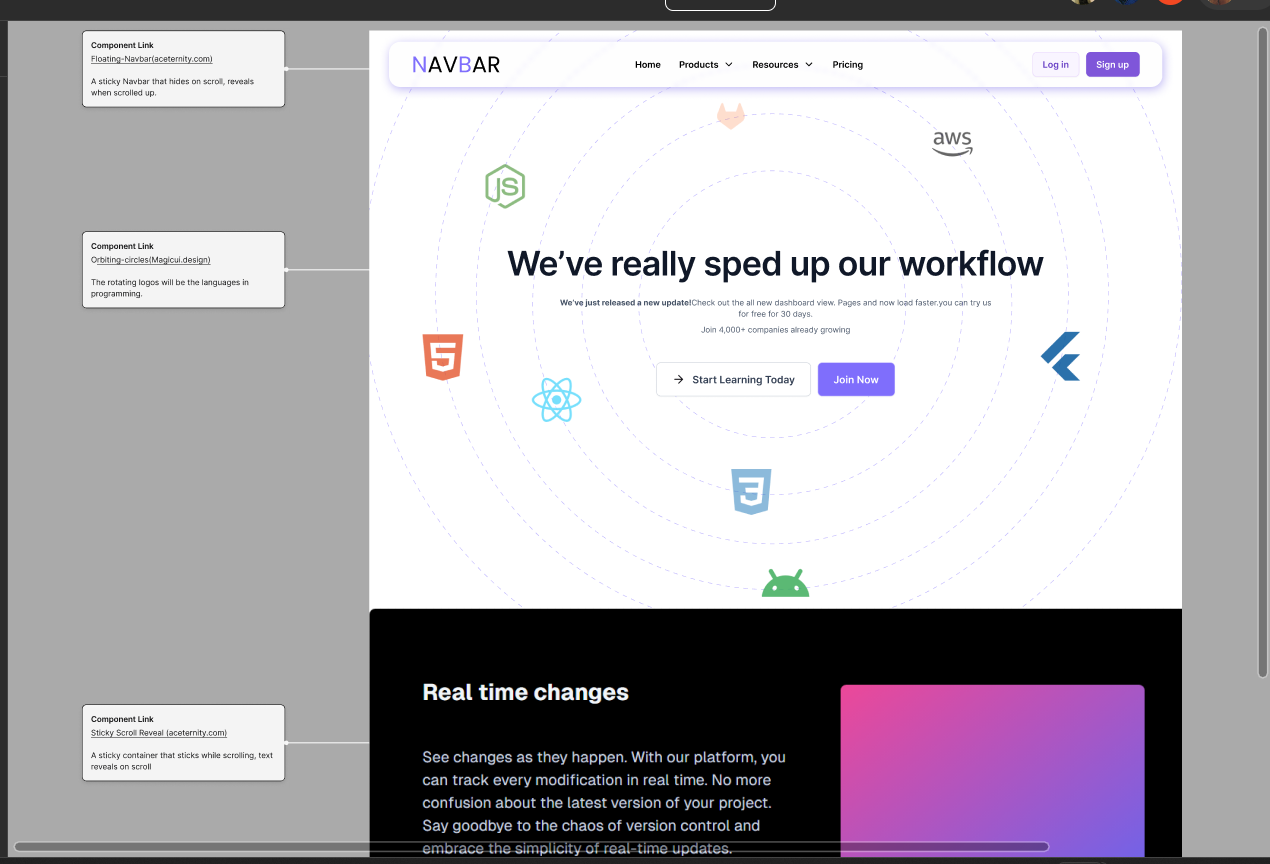 Component Link
Floating-Navbar(aceternity.com)
A sticky Navbar that hides on scroll, reveals
when scrolled up.
NAVBAR
Home
Products
Resources
Pricing
Log in
Sign up
aws
JS
Component Link
Orbiting-circles(Magicui.design)
The rotating logos will be the languages in
programming.
We’ve really sped up our workflow
We’ve just released a new update!Check out the all new dashboard view. Pages and now load faster.you can try us
for free for 30 days.
Join 4,000+ companies already growing
5
Start Learning Today
Join Now
3
Component Link
Sticky Scroll Reveal (aceternity.com)
A sticky container that sticks while scrolling, text
reveals on scroll
Real time changes
See changes as they happen. With our platform, you
can track every modification in real time. No more
confusion about the latest version of your project.
Say goodbye to the chaos of version control and
embrace the simplicity of real-time updates.